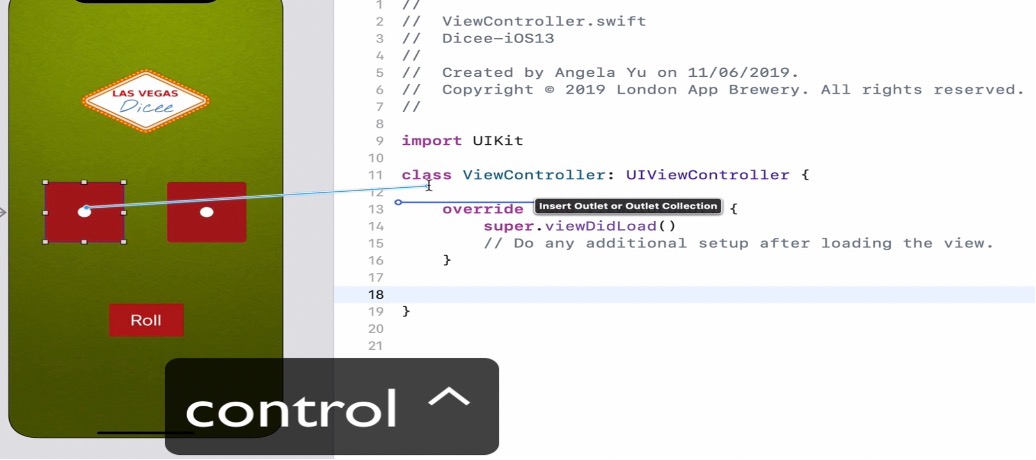 LAS VEGAS
Dicee
Roll
control ^
1 //
2 // ViewController.swift
3 // Dicee-iOS13
4 //
5 // Created by Angela Yu on 11/06/2019.
6 // Copyright © 2019 London App Brewery. All rights reserved.
7 //
8
9 import UIKit
10
11 class ViewController: UIViewController {
12
13 override {
Insert Outlet or Outlet Collection
14 super.viewDidLoad()
15 // Do any additional setup after loading the view.
16 }
17
18
19 }
20
21